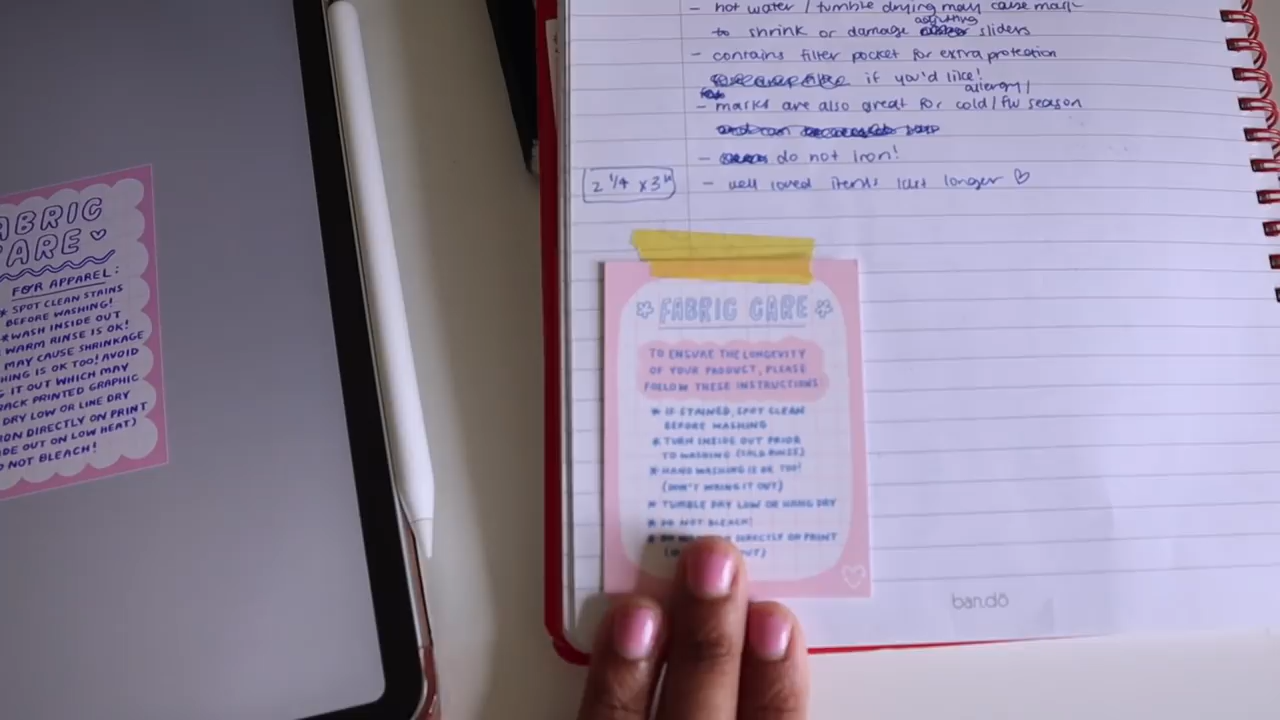 ABRIC
CARE ♡
FOR APPAREL:
* SPOT CLEAN STAINS
BEFORE WASHING!
* WASH INSIDE OUT
WARM RINSE IS OK!
MAY CAUSE SHRINKAGE
HING IS OK TOO! AVOID
G IT OUT WHICH MAY
RACK PRINTED GRAPHIC
DRY LOW OR LINE DRY
ION DIRECTLY ON PRINT
DE OUT ON LOW HEAT)
O NOT BLEACH!
- hot water / tumble drying may cause mask
to shrink or damage adjusting sliders
- contains filter pocket for extra protection
if you'd like!
- masks are also great for allergy/ cold/flu season
- do not iron!
2 1/4 x 3"
- well loved items last longer ♡
* FABRIC CARE *
TO ENSURE THE LONGEVITY
OF YOUR PRODUCT, PLEASE
FOLLOW THESE INSTRUCTIONS
* IF STAINED, SPOT CLEAN
BEFORE WASHING
* TURN INSIDE OUT PRIOR
TO WASHING (COLD RINSE)
* HAND WASHING IS OK TOO!
(DON'T WRING IT OUT)
* TUMBLE DRY LOW OR HANG DRY
* DO NOT BLEACH!
DIRECTLY ON PRINT
OUT)
ban.dō